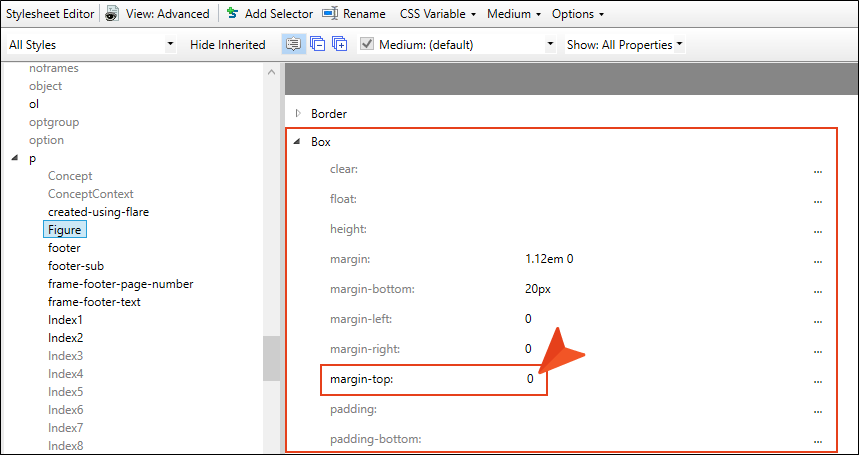 Stylesheet Editor View: Advanced Add Selector Rename CSS Variable Medium Options
All Styles Hide Inherited Medium: (default) Show: All Properties
noframes
object
ol
optgroup
option
p
Concept
ConceptContext
created-using-flare
Figure
footer
footer-sub
frame-footer-page-number
frame-footer-text
Index1
Index2
Index3
Index4
Index5
Index6
Index7
Index8
Border
Box
clear: ...
float: ...
height: ...
margin: 1.12em 0 ...
margin-bottom: 20px ...
margin-left: 0 ...
margin-right: 0 ...
margin-top: 0 ...
padding: ...
padding-bottom: ...